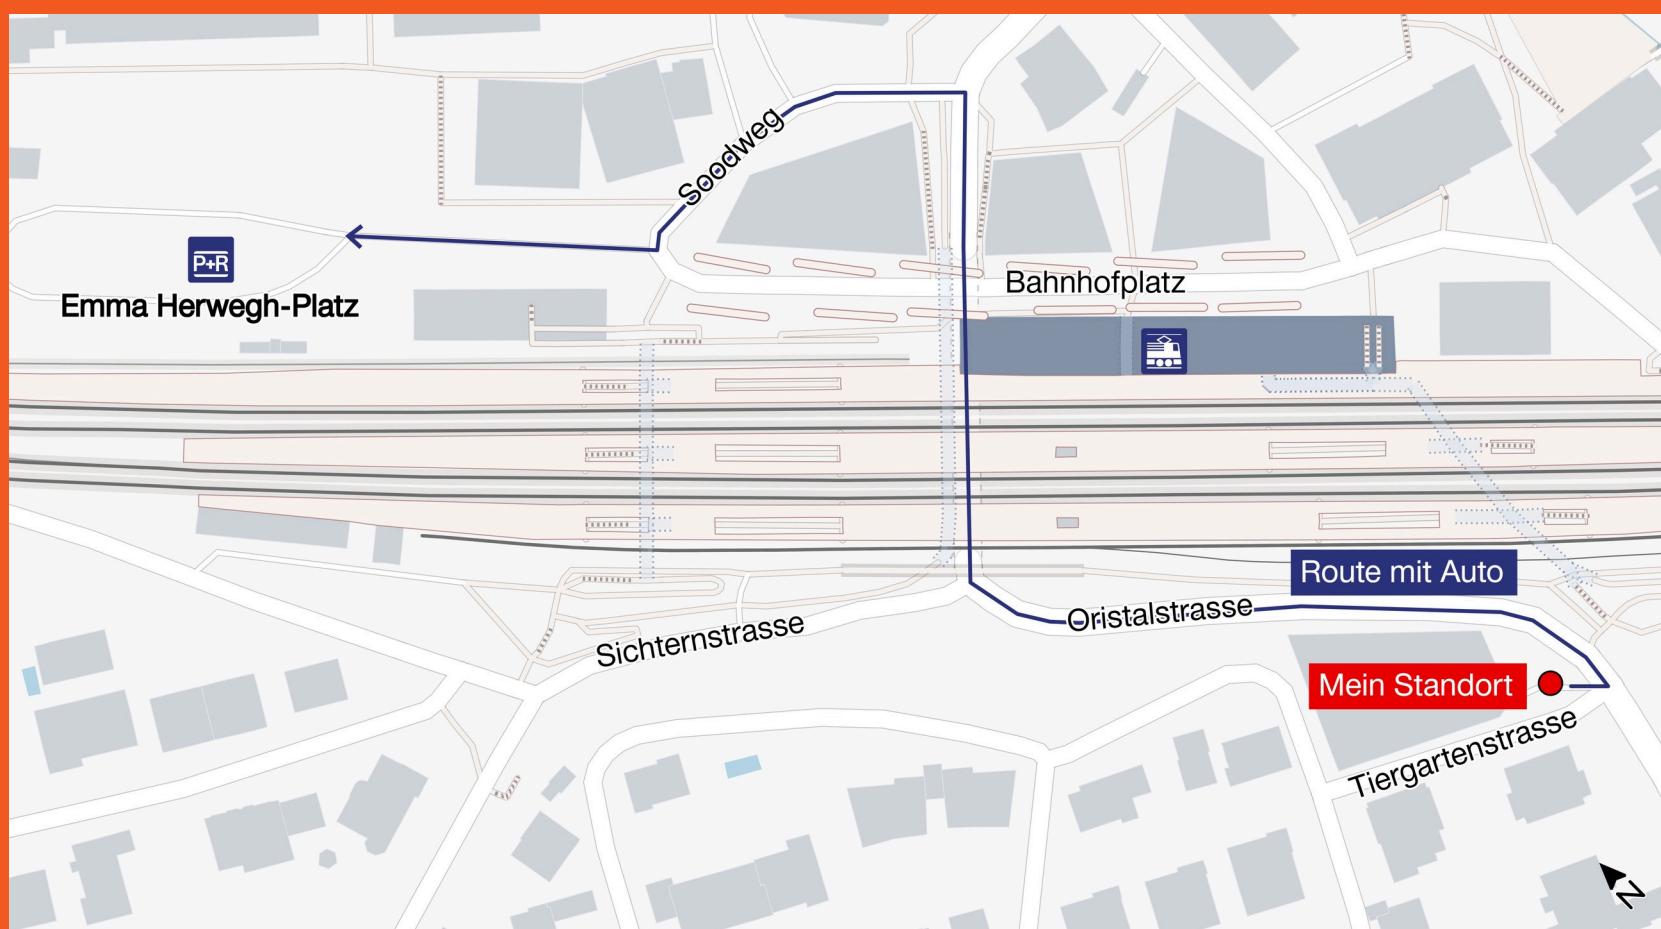 Soodweg
P+R
Emma Herwegh-Platz
Bahnhofplatz
Route mit Auto
Oristalstrasse
Sichternstrasse
Mein Standort
Tiergartenstrasse
N